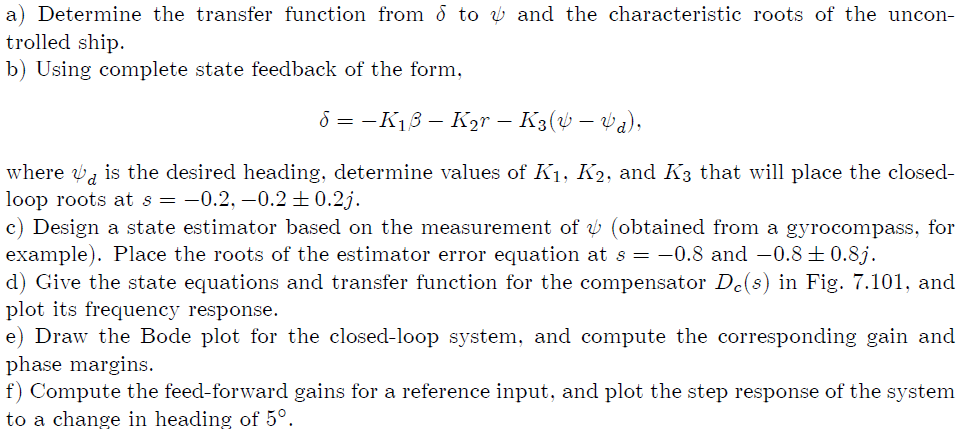 a) Determine the transfer function from δ to ψ and the characteristic roots of the uncon-
trolled ship.
b) Using complete state feedback of the form,
δ = −K₁β − K₂r − K₃(ψ − ψ_d),
where ψ_d is the desired heading, determine values of K₁, K₂, and K₃ that will place the closed-
loop roots at s = −0.2, −0.2 ± 0.2j.
c) Design a state estimator based on the measurement of ψ (obtained from a gyrocompass, for
example). Place the roots of the estimator error equation at s = −0.8 and −0.8 ± 0.8j.
d) Give the state equations and transfer function for the compensator D_c(s) in Fig. 7.101, and
plot its frequency response.
e) Draw the Bode plot for the closed-loop system, and compute the corresponding gain and
phase margins.
f) Compute the feed-forward gains for a reference input, and plot the step response of the system
to a change in heading of 5°.